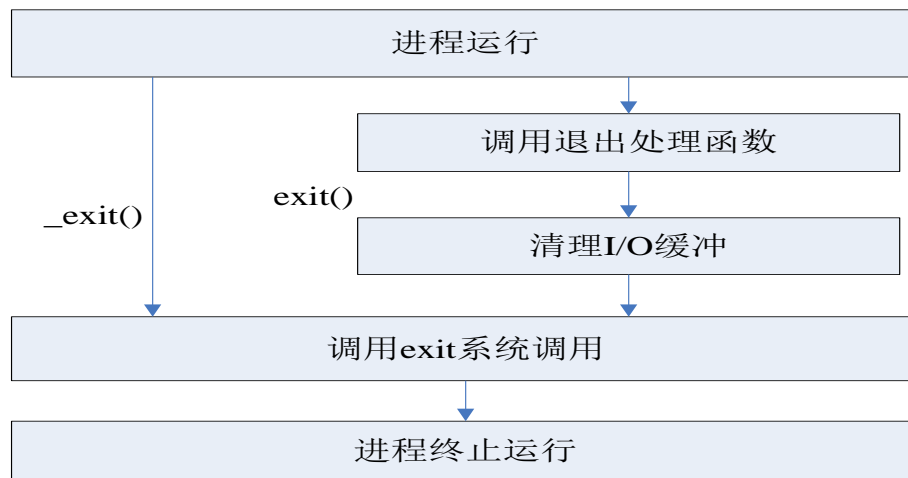 进程运行
调用退出处理函数
exit()
_exit()
清理I/O缓冲
调用exit系统调用
进程终止运行